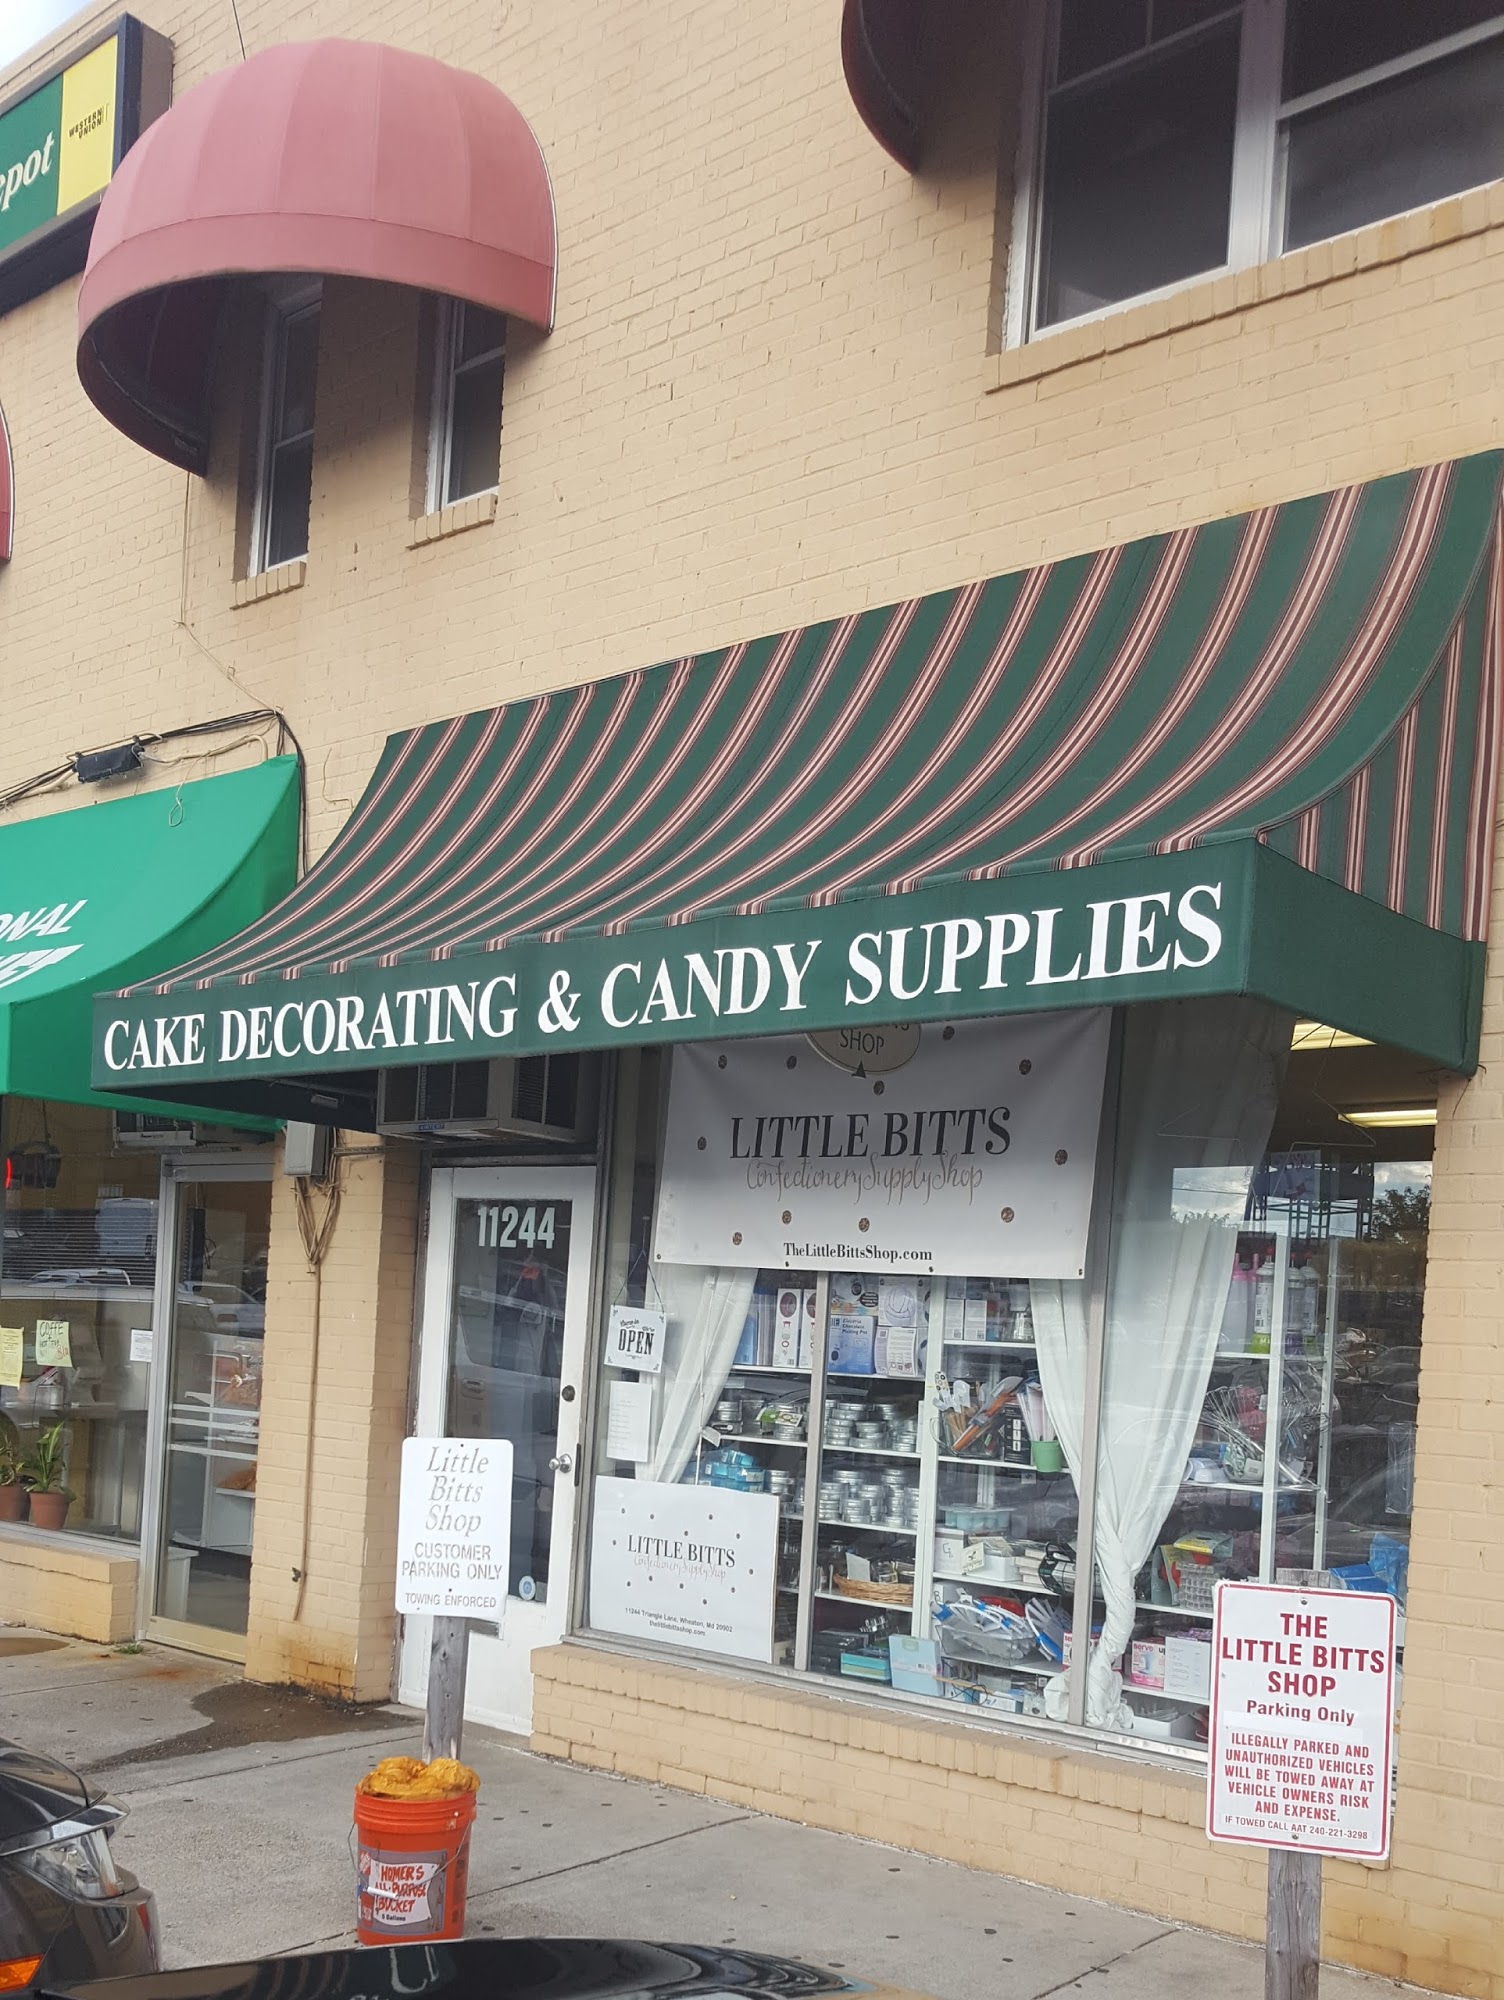 epot
WESTERN
UNION
ONAL
CAKE DECORATING & CANDY SUPPLIES
SHOP
LITTLE BITTS
Confectionery Supply Shop
TheLittleBittsShop.com
11244
OPEN
COFFEE
LITTLE BITTS
Confectionery Supply Shop
11244 Triangle Lane, Wheaton, Md 20902
thelittlebittsshop.com
Little
Bitts
Shop
CUSTOMER
PARKING ONLY
TOWING ENFORCED
THE
LITTLE BITTS
SHOP
Parking Only
ILLEGALLY PARKED AND
UNAUTHORIZED VEHICLES
WILL BE TOWED AWAY AT
VEHICLE OWNERS RISK
AND EXPENSE.
IF TOWED CALL AAT 240-221-3298
HOMER'S
ALL-PURPOSE
BUCKET
5 Gallons